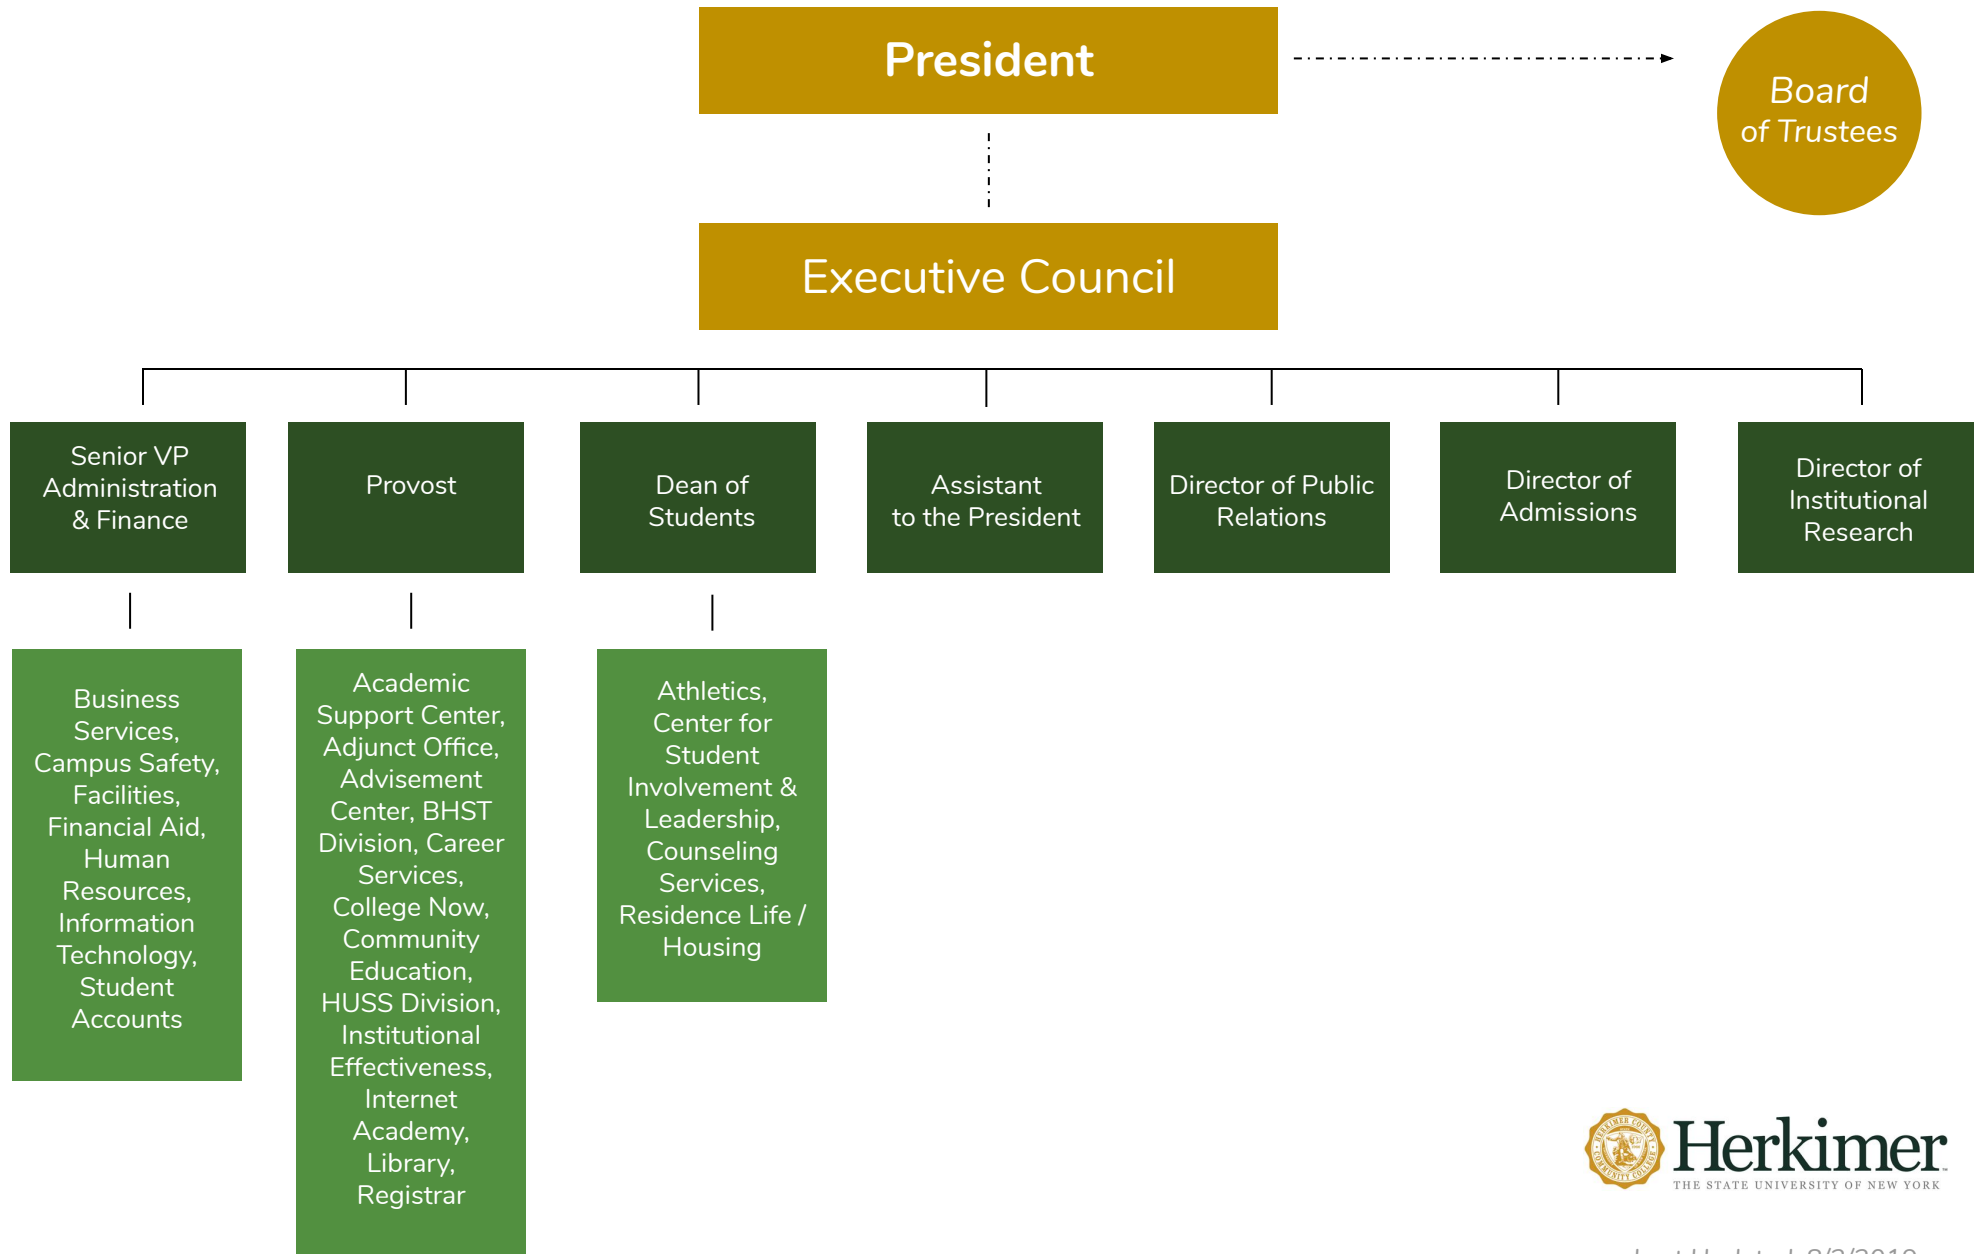 President
Board
of Trustees
Executive Council
Senior VP
Administration
& Finance
Provost
Dean of
Students
Assistant
to the President
Director of Public
Relations
Director of
Admissions
Director of
Institutional
Research
Business
Services,
Campus Safety,
Facilities,
Financial Aid,
Human
Resources,
Information
Technology,
Student
Accounts
Academic
Support Center,
Adjunct Office,
Advisement
Center, BHST
Division, Career
Services,
College Now,
Community
Education,
HUSS Division,
Institutional
Effectiveness,
Internet
Academy,
Library,
Registrar
Athletics,
Center for
Student
Involvement &
Leadership,
Counseling
Services,
Residence Life /
Housing
HERKIMER COUNTY
COMMUNITY COLLEGE
Herkimer
THE STATE UNIVERSITY OF NEW YORK